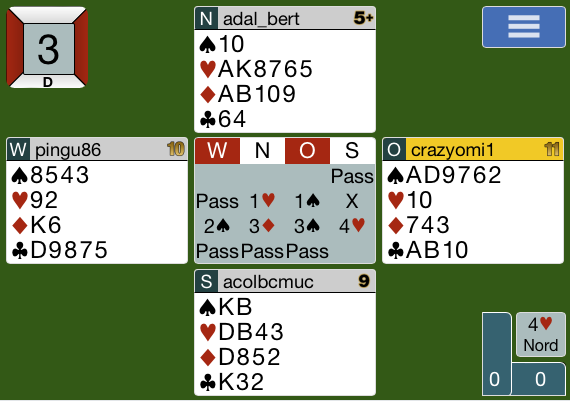 3
D
N adal_bert 5+
♠10
♥AK8765
♦AB109
♣64
W pingu86 10
♠8543
♥92
♦K6
♣D9875
W N O S
Pass
Pass 1♥ 1♠ X
2♠ 3♦ 3♠ 4♥
Pass Pass Pass
O crazyomi1 11
♠AD9762
♥10
♦743
♣AB10
S acolbcmuc 9
♠KB
♥DB43
♦D852
♣K32
4♥
Nord
0 0